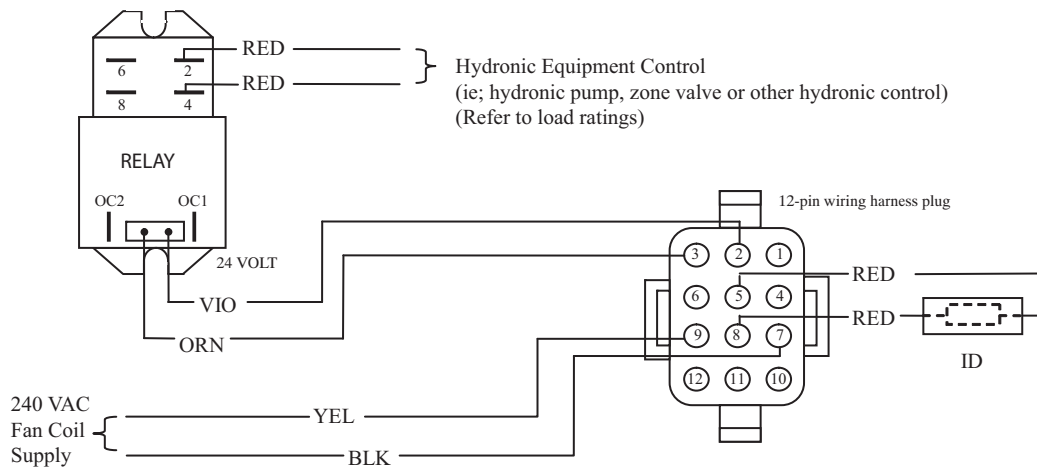 RED
6
2
RED
8
4
Hydronic Equipment Control
(ie; hydronic pump, zone valve or other hydronic control)
(Refer to load ratings)
RELAY
OC2
OC1
24 VOLT
VIO
ORN
12-pin wiring harness plug
3 2 1
RED
6 5 4
RED
9 8 7
ID
12 11 10
240 VAC
Fan Coil
Supply
YEL
BLK